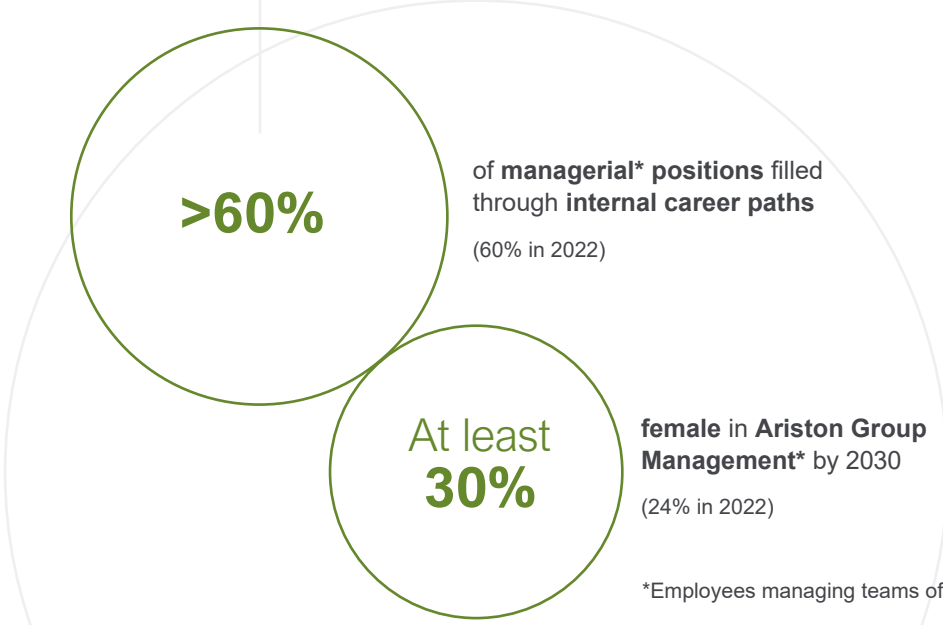 >60%
of managerial* positions filled
through internal career paths
(60% in 2022)
At least
30%
female in Ariston Group
Management* by 2030
(24% in 2022)
*Employees managing teams of